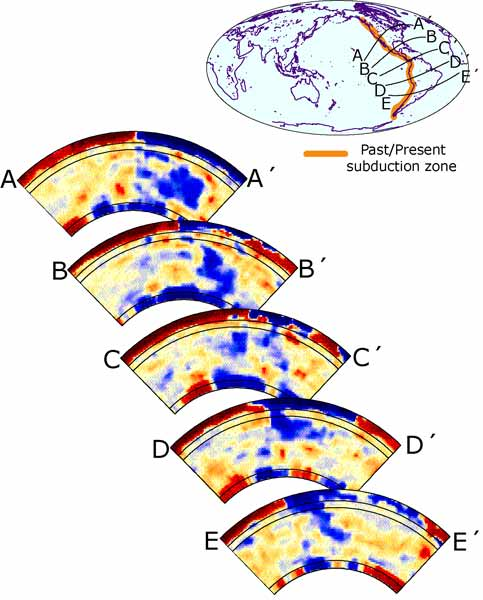 A A´
B B´
C C´
D D´
E E´
Past/Present
subduction zone
A A´
B B´
C C´
D D´
E E´